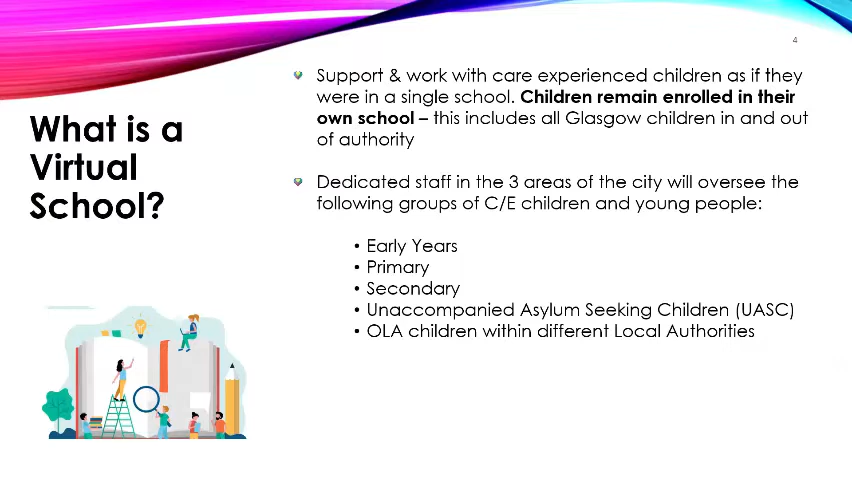 4
What is a
Virtual
School?
Support & work with care experienced children as if they
were in a single school. Children remain enrolled in their
own school – this includes all Glasgow children in and out
of authority
Dedicated staff in the 3 areas of the city will oversee the
following groups of C/E children and young people:
• Early Years
• Primary
• Secondary
• Unaccompanied Asylum Seeking Children (UASC)
• OLA children within different Local Authorities